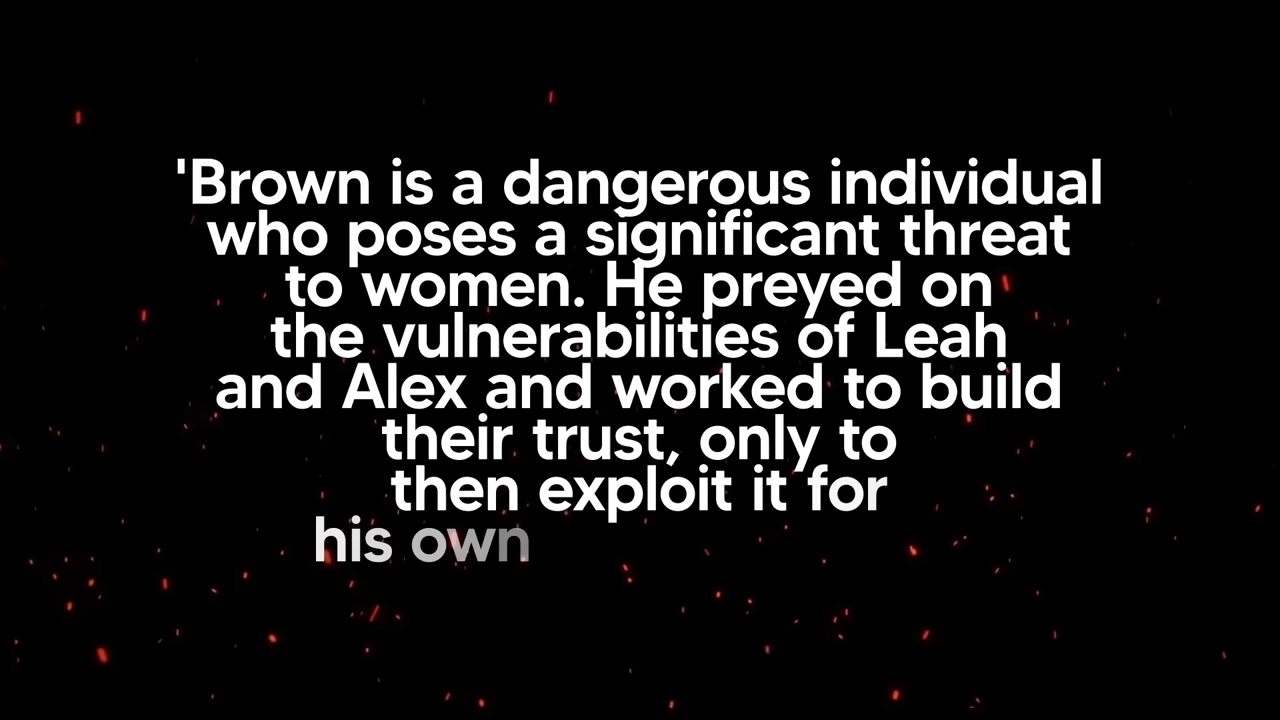 'Brown is a dangerous individual
who poses a significant threat
to women. He preyed on
the vulnerabilities of Leah
and Alex and worked to build
their trust, only to
then exploit it for
his own